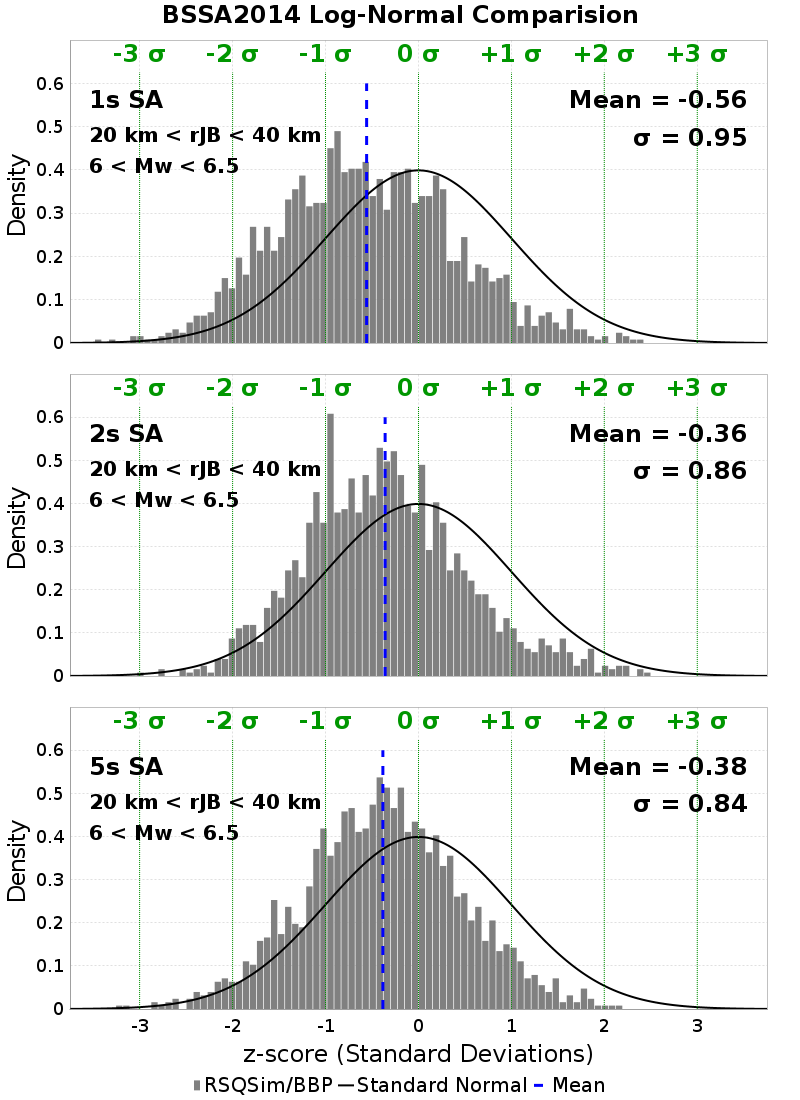 BSSA2014 Log-Normal Comparision
-3 σ -2 σ -1 σ 0 σ +1 σ +2 σ +3 σ
0.6
1s SA Mean = -0.56
0.5
20 km < rJB < 40 km σ = 0.95
6 < Mw < 6.5
0.4
0.3
0.2
0.1
0
Density
-3 σ -2 σ -1 σ 0 σ +1 σ +2 σ +3 σ
0.6
2s SA Mean = -0.36
0.5
20 km < rJB < 40 km σ = 0.86
6 < Mw < 6.5
0.4
0.3
0.2
0.1
0
Density
-3 σ -2 σ -1 σ 0 σ +1 σ +2 σ +3 σ
0.6
5s SA Mean = -0.38
0.5
20 km < rJB < 40 km σ = 0.84
6 < Mw < 6.5
0.4
0.3
0.2
0.1
0
Density
-3 -2 -1 0 1 2 3
z-score (Standard Deviations)
RSQSim/BBP Standard Normal Mean